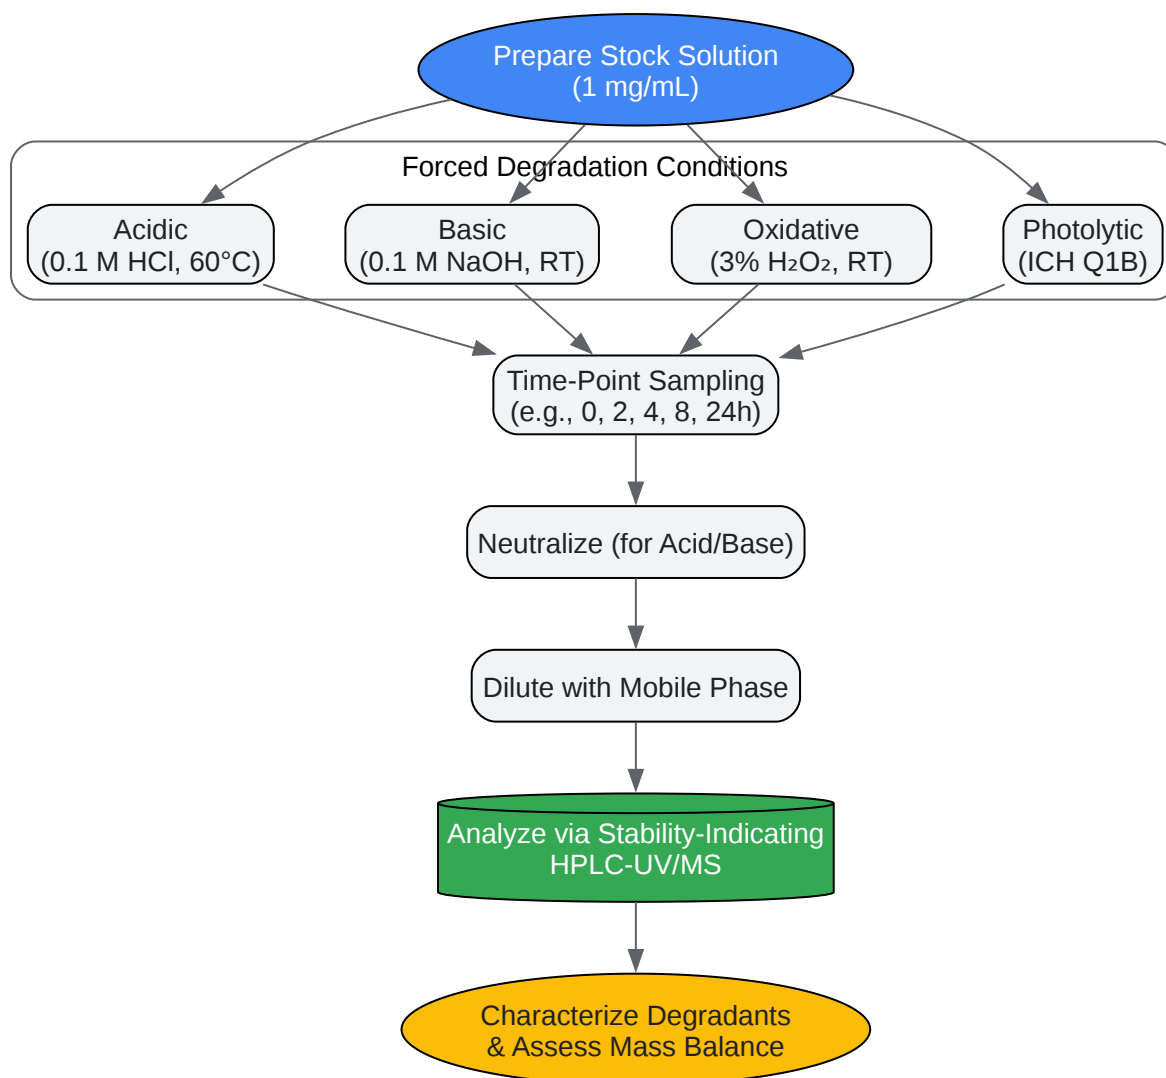 Prepare Stock Solution
(1 mg/mL)
Forced Degradation Conditions
Acidic
(0.1 M HCl, 60°C)
Basic
(0.1 M NaOH, RT)
Oxidative
(3% H₂O₂, RT)
Photolytic
(ICH Q1B)
Time-Point Sampling
(e.g., 0, 2, 4, 8, 24h)
Neutralize (for Acid/Base)
Dilute with Mobile Phase
Analyze via Stability-Indicating
HPLC-UV/MS
Characterize Degradants
& Assess Mass Balance